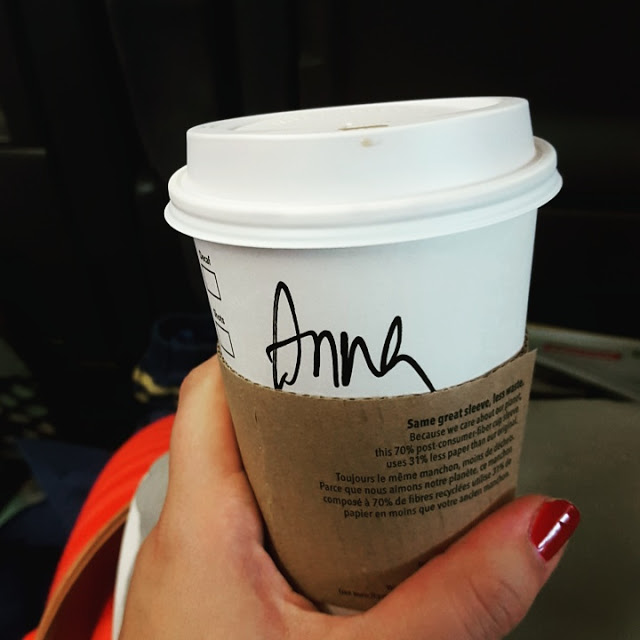 Decaf
Shots
Anna
Same great sleeve, less waste.
Because we care about our planet,
this 70% post-consumer fiber cup sleeve
uses 31% less paper than our original.
Toujours le même manchon, moins de déchets.
Parce que nous aimons notre planète, ce manchon
composé à 70% de fibres recyclées utilise 31% de
papier en moins que votre ancien manchon.